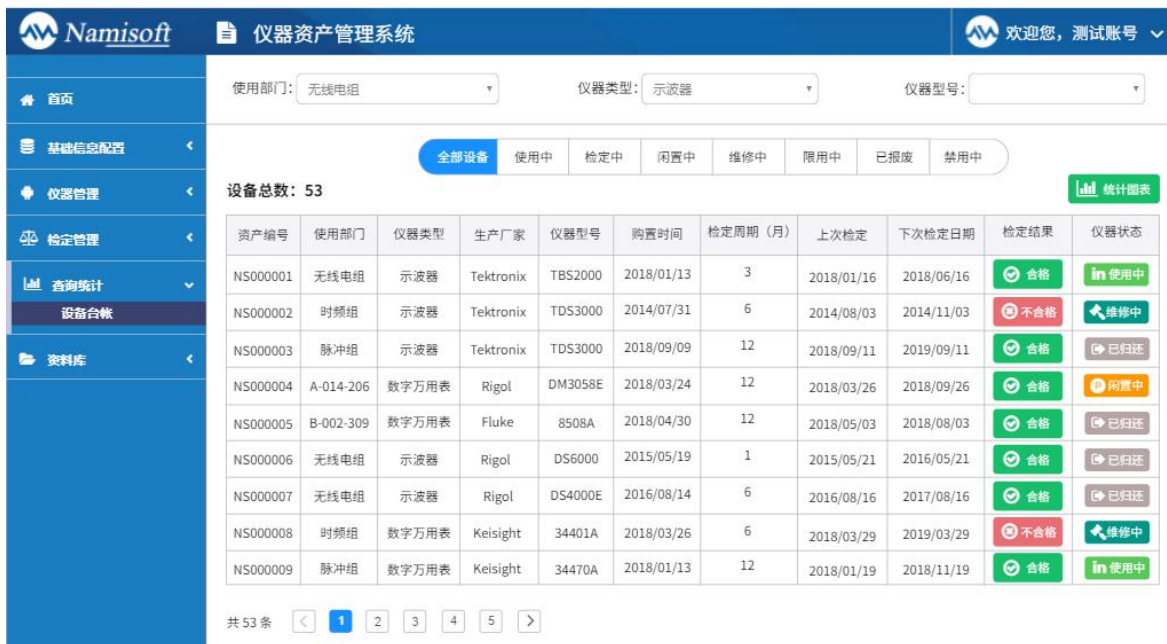 Namisoft 仪器资产管理系统 欢迎您，测试账号
首页
基础信息配置
仪器管理
检定管理
查询统计
设备台帐
资料库
使用部门： 无线电组 仪器类型： 示波器 仪器型号：
全部设备 使用中 检定中 闲置中 维修中 限用中 已报废 禁用中
设备总数：53 统计图表
资产编号 使用部门 仪器类型 生产厂家 仪器型号 购置时间 检定周期（月） 上次检定 下次检定日期 检定结果 仪器状态
NS000001 无线电组 示波器 Tektronix TBS2000 2018/01/13 3 2018/01/16 2018/06/16 合格 in 使用中
NS000002 时频组 示波器 Tektronix TDS3000 2014/07/31 6 2014/08/03 2014/11/03 不合格 维修中
NS000003 脉冲组 示波器 Tektronix TDS3000 2018/09/09 12 2018/09/11 2019/09/11 合格 已归还
NS000004 A-014-206 数字万用表 Rigol DM3058E 2018/03/24 12 2018/03/26 2018/09/26 合格 P 闲置中
NS000005 B-002-309 数字万用表 Fluke 8508A 2018/04/30 12 2018/05/03 2018/08/03 合格 已归还
NS000006 无线电组 示波器 Rigol DS6000 2015/05/19 1 2015/05/21 2016/05/21 合格 已归还
NS000007 无线电组 示波器 Rigol DS4000E 2016/08/14 6 2016/08/16 2017/08/16 合格 已归还
NS000008 时频组 数字万用表 Keisight 34401A 2018/03/26 6 2018/03/29 2019/03/29 不合格 维修中
NS000009 脉冲组 数字万用表 Keisight 34470A 2018/01/13 12 2018/01/19 2018/11/19 合格 in 使用中
共 53 条 < 1 2 3 4 5 >